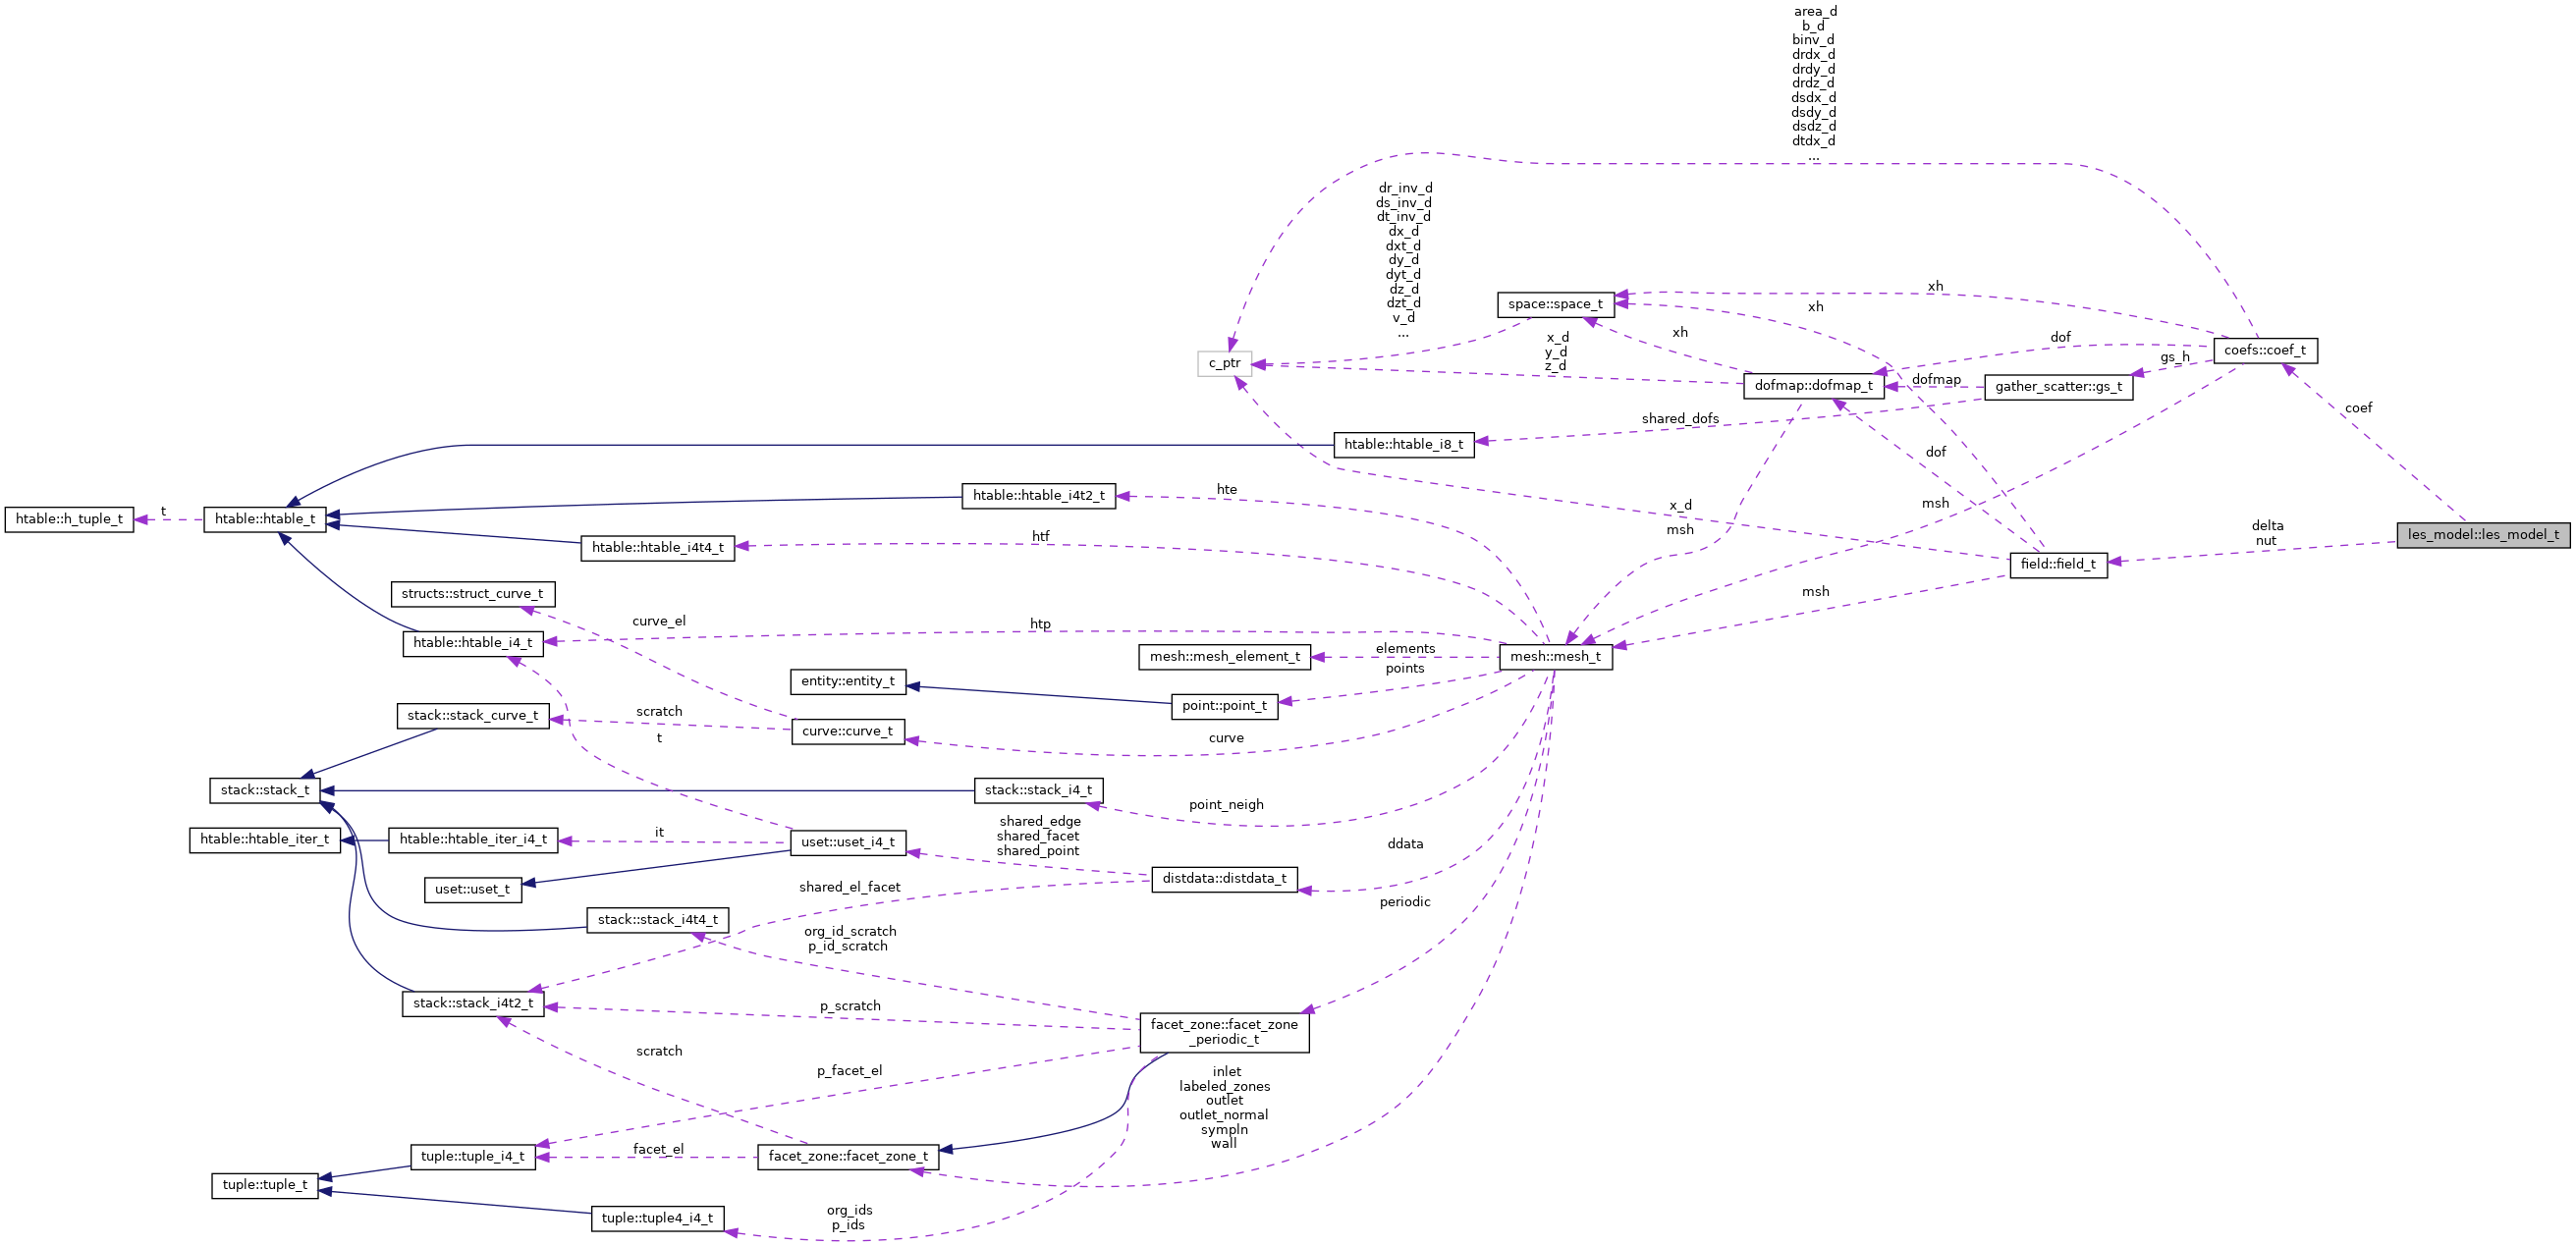 area_d
b_d
binv_d
drdx_d
drdy_d
drdz_d
dsdx_d
dsdy_d
dsdz_d
dtdx_d
...
dr_inv_d
ds_inv_d
dt_inv_d
dx_d
dxt_d
dy_d
dyt_d
dz_d
dzt_d
v_d
...
xh
space::space_t
xh
xh
x_d
y_d
z_d
dof
coefs::coef_t
gs_h
c_ptr
dofmap::dofmap_t
dofmap
gather_scatter::gs_t
coef
shared_dofs
htable::htable_i8_t
dof
hte
htable::htable_i4t2_t
msh
x_d
htable::h_tuple_t
t
htable::htable_t
msh
delta
nut
les_model::les_model_t
htf
htable::htable_i4t4_t
field::field_t
structs::struct_curve_t
msh
curve_el
htp
htable::htable_i4_t
elements
mesh::mesh_element_t
mesh::mesh_t
points
entity::entity_t
point::point_t
stack::stack_curve_t
scratch
curve::curve_t
t
curve
stack::stack_t
stack::stack_i4_t
point_neigh
shared_edge
shared_facet
shared_point
htable::htable_iter_t
htable::htable_iter_i4_t
it
uset::uset_i4_t
ddata
distdata::distdata_t
uset::uset_t
shared_el_facet
periodic
stack::stack_i4t4_t
org_id_scratch
p_id_scratch
stack::stack_i4t2_t
p_scratch
facet_zone::facet_zone
_periodic_t
scratch
p_facet_el
inlet
labeled_zones
outlet
outlet_normal
sympln
wall
tuple::tuple_i4_t
facet_el
facet_zone::facet_zone_t
tuple::tuple_t
tuple::tuple4_i4_t
org_ids
p_ids